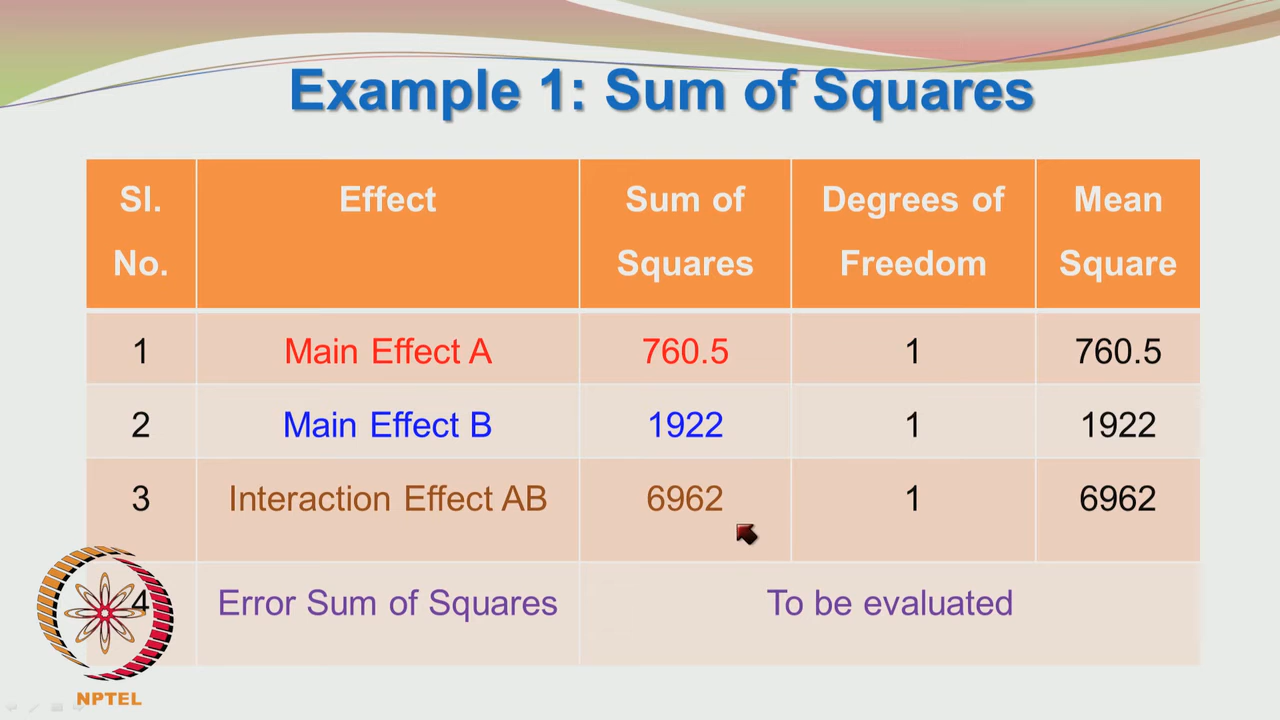 Example 1: Sum of Squares
Sl. No. Effect Sum of Squares Degrees of Freedom Mean Square
1 Main Effect A 760.5 1 760.5
2 Main Effect B 1922 1 1922
3 Interaction Effect AB 6962 1 6962
4 Error Sum of Squares To be evaluated
NPTEL